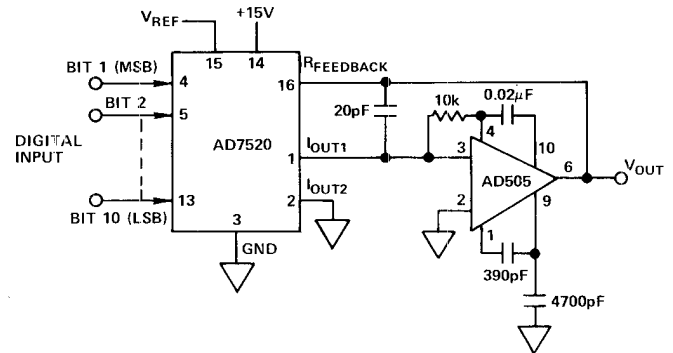 VREF
+15V
15
14
RFEEDBACK
BIT 1 (MSB)
4
16
10k
0.02μF
BIT 2
5
20pF
4
DIGITAL
INPUT
AD7520
IOUT1
1
3
10
6
VOUT
AD505
IOUT2
2
2
9
13
BIT 10 (LSB)
3
1
GND
390pF
4700pF